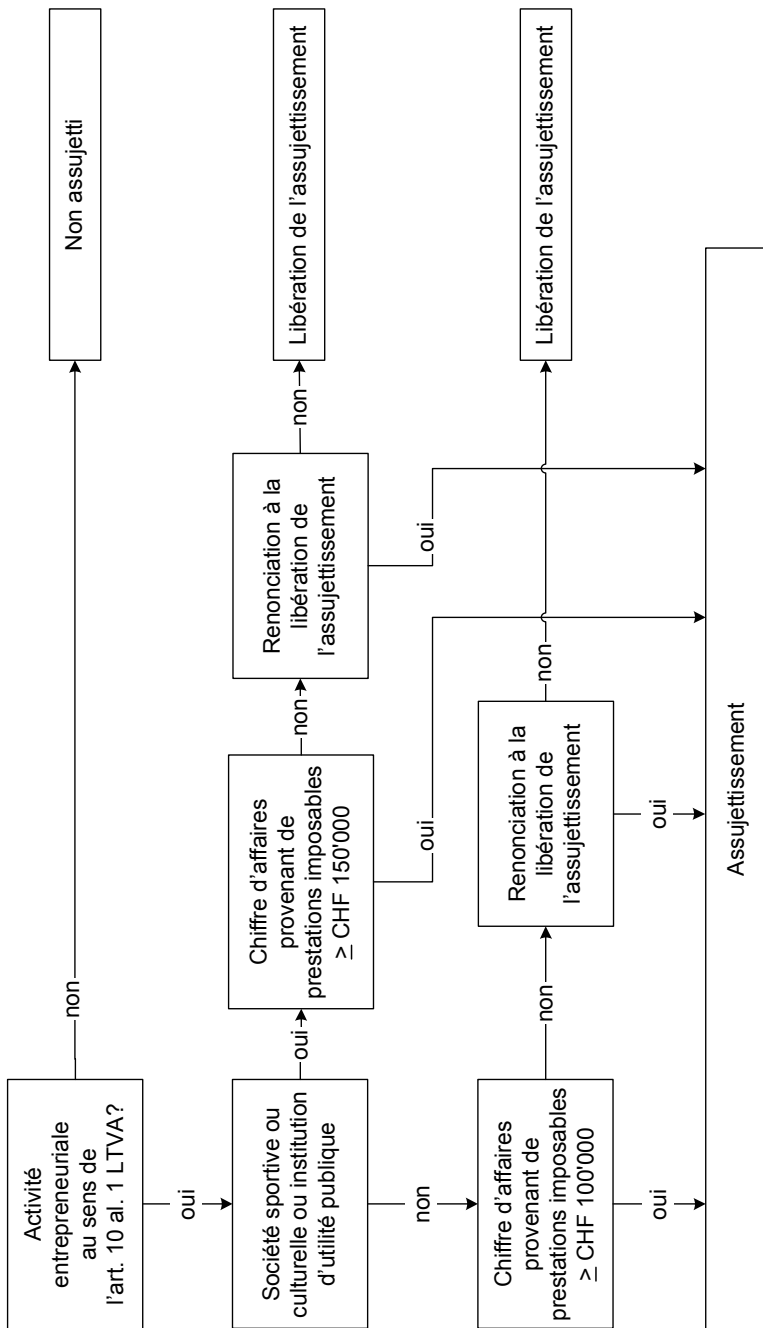 Activité
entrepreneuriale
au sens de
l'art. 10 al. 1 LTVA?
non
Non assujetti
oui
Société sportive ou
culturelle ou institution
d'utilité publique
oui
Chiffre d'affaires
provenant de
prestations imposables
≥ CHF 150'000
non
Renonciation à la
libération de
l'assujettissement
non
Libération de l'assujettissement
oui
oui
non
Chiffre d'affaires
provenant de
prestations imposables
≥ CHF 100'000
non
Renonciation à la
libération de
l'assujettissement
non
Libération de l'assujettissement
oui
oui
Assujettissement